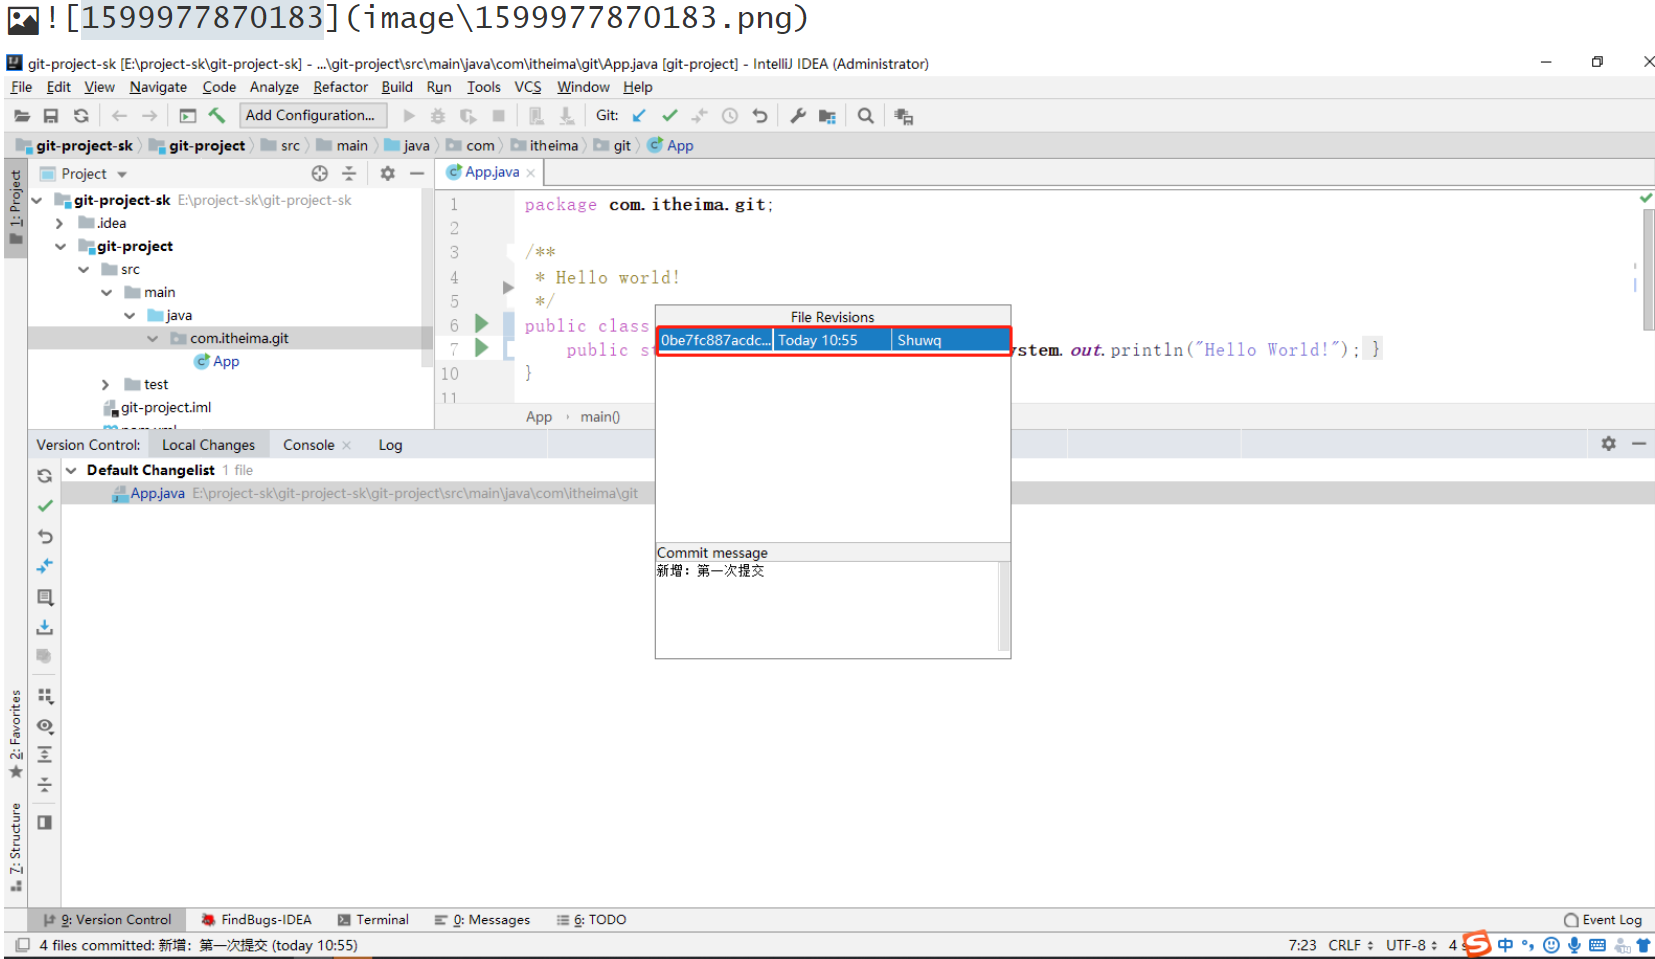 ![1599977870183](image\1599977870183.png)
git-project-sk [E:\project-sk\git-project-sk] - ...\git-project\src\main\java\com\itheima\git\App.java [git-project] - IntelliJ IDEA (Administrator)
File Edit View Navigate Code Analyze Refactor Build Run Tools VCS Window Help
Add Configuration... Git:
git-project-sk git-project src main java com itheima git App
1: Project
Project
App.java
git-project-sk E:\project-sk\git-project-sk
.idea
git-project
src
main
java
com.itheima.git
App
test
git-project.iml
1 package com.itheima.git;
2
3 /**
4 * Hello world!
5 */
6 public class
7 public s ystem.out.println("Hello World!"); }
10 }
11
App › main()
File Revisions
0be7fc887acdc... Today 10:55 Shuwq
Commit message
新增：第一次提交
Version Control: Local Changes Console Log
Default Changelist 1 file
App.java E:\project-sk\git-project-sk\git-project\src\main\java\com\itheima\git
2: Favorites
7: Structure
9: Version Control FindBugs-IDEA Terminal 0: Messages 6: TODO Event Log
4 files committed: 新增：第一次提交 (today 10:55) 7:23 CRLF UTF-8 4 s S 中